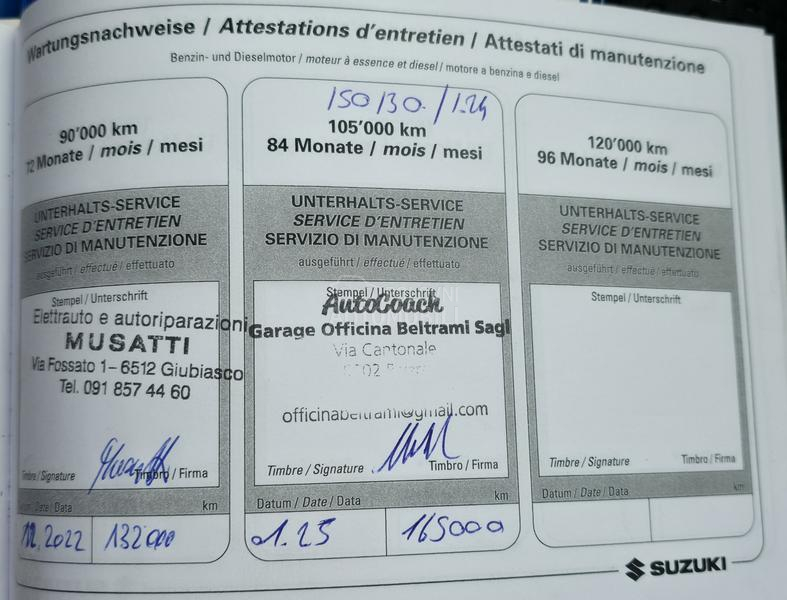 Wartungsnachweise / Attestations d'entretien / Attestati di manutenzione
Benzin- und Dieselmotor / moteur à essence et diesel / motore a benzina e diesel
90'000 km
72 Monate / mois / mesi
UNTERHALTS-SERVICE
SERVICE D'ENTRETIEN
SERVIZIO DI MANUTENZIONE
ausgeführt / effectué / effettuato
Stempel / Unterschrift
Elettrauto e autoriparazioni
MUSATTI
Via Fossato 1 – 6512 Giubiasco
Tel. 091 857 44 60
Timbre / Signature Timbro / Firma
Datum / Date / Data km
12.2022 132000
150130. / 1.24
105'000 km
84 Monate / mois / mesi
UNTERHALTS-SERVICE
SERVICE D'ENTRETIEN
SERVIZIO DI MANUTENZIONE
ausgeführt / effectué / effettuato
Stempel / Unterschrift
AutoCoach
Garage Officina Beltrami Sagl
Via Cantonale
officinabeltrami@gmail.com
Timbre / Signature Timbro / Firma
Datum / Date / Data km
01.25 165000
120'000 km
96 Monate / mois / mesi
UNTERHALTS-SERVICE
SERVICE D'ENTRETIEN
SERVIZIO DI MANUTENZIONE
ausgeführt / effectué / effettuato
Stempel / Unterschrift
Timbre / Signature Timbro / Firma
Datum / Date / Data km
SUZUKI